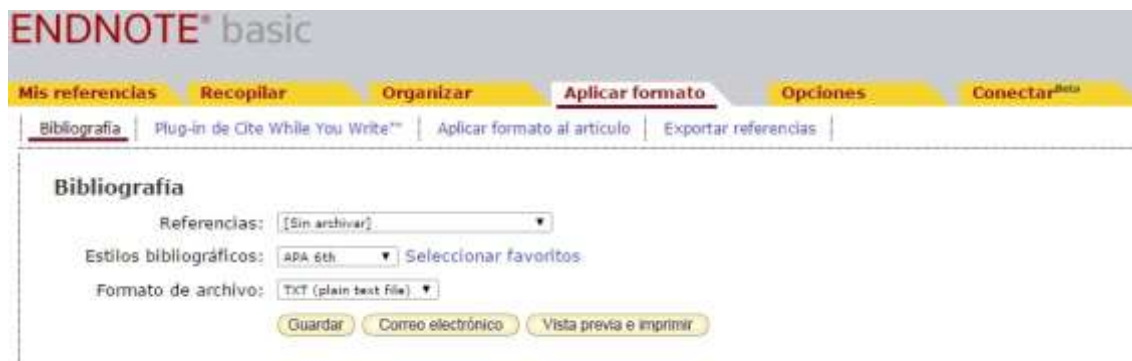 ENDNOTE® basic
Mis referencias Recopilar Organizar Aplicar formato Opciones Conectar Beta
Bibliografía Plug-in de Cite While You Write™ Aplicar formato al artículo Exportar referencias
Bibliografía
Referencias: [Sin archivar]
Estilos bibliográficos: APA 6th Seleccionar favoritos
Formato de archivo: TXT (plain text file)
Guardar Correo electrónico Vista previa e imprimir